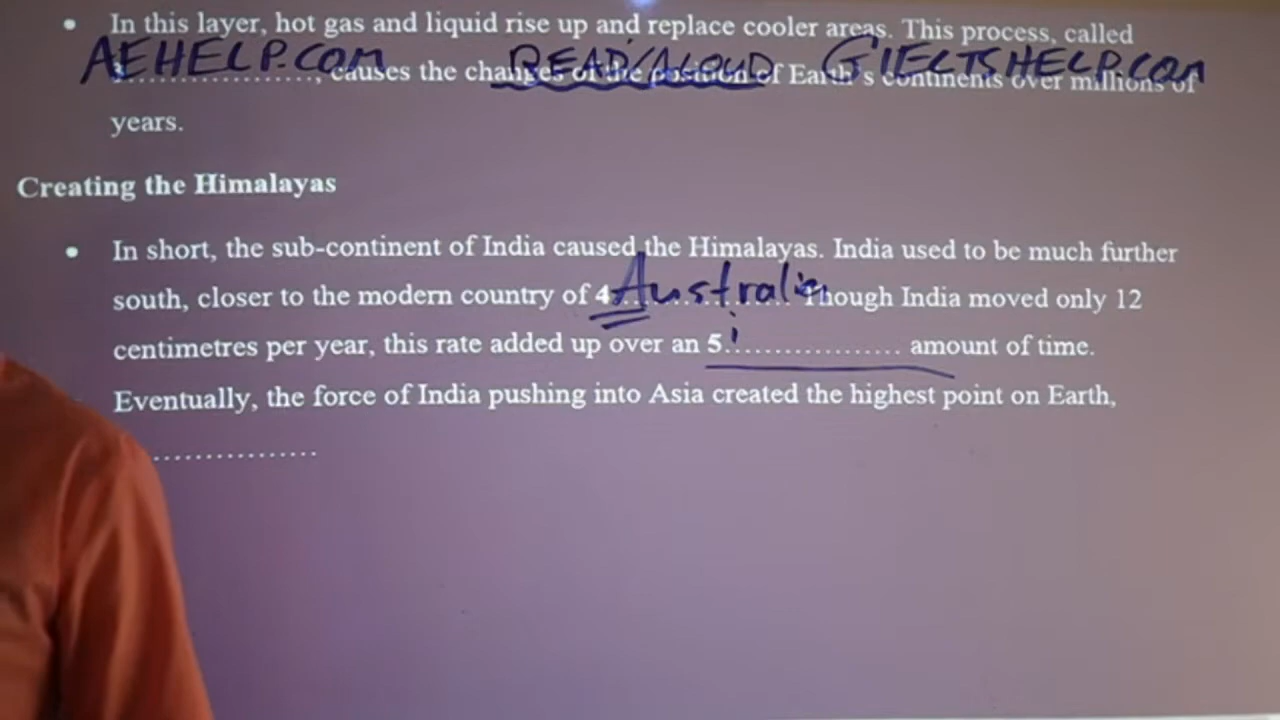 • In this layer, hot gas and liquid rise up and replace cooler areas. This process, called
AEHELP.COM READ/ALOUD GIELTSHELP.COM
3................., causes the changes of the position of Earth's continents over millions of
years.
Creating the Himalayas
• In short, the sub-continent of India caused the Himalayas. India used to be much further
south, closer to the modern country of 4 Australia. Though India moved only 12
centimetres per year, this rate added up over an 5.................. amount of time.
Eventually, the force of India pushing into Asia created the highest point on Earth,
.................